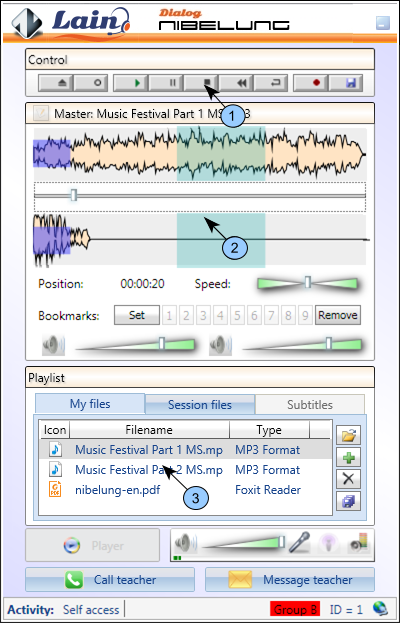 Lain
Dialog
NIBELUNG
Control
1
Master: Music Festival Part 1 MS 3
2
Position: 00:00:20 Speed:
Bookmarks: Set 1 2 3 4 5 6 7 8 9 Remove
Playlist
My files Session files Subtitles
Icon Filename Type
Music Festival Part 1 MS.mp MP3 Format
Music Festival Part 2 MS.mp MP3 Format
nibelung-en.pdf Foxit Reader
3
Player
Call teacher Message teacher
Activity: Self access Group B ID = 1